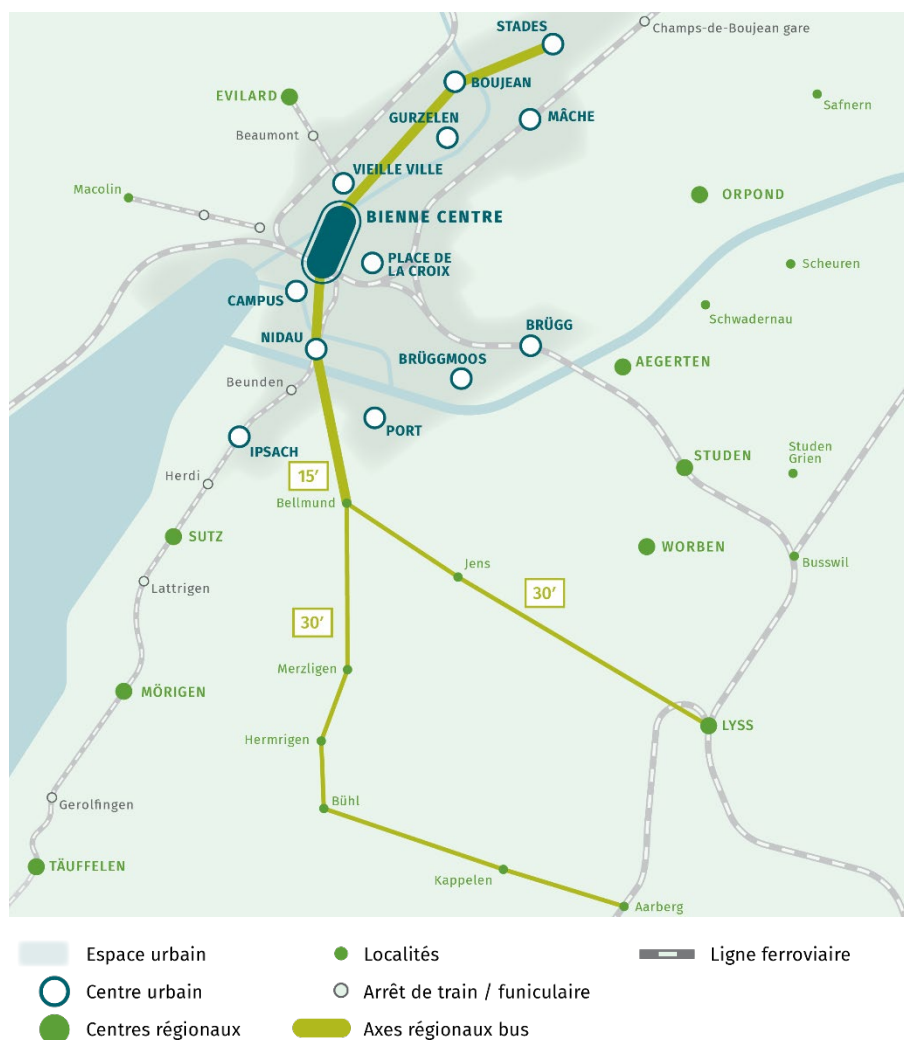 STADES
Champs-de-Boujean gare
BOUJEAN
EVILARD
Safnern
GURZELEN
MÂCHE
Beaumont
VIEILLE VILLE
Macolin
ORPOND
BIENNE CENTRE
PLACE DE
LA CROIX
Scheuren
CAMPUS
Schwadernau
NIDAU
BRÜGG
BRÜGGMOOS
AEGERTEN
Beunden
PORT
IPSACH
STUDEN
Studen
Grien
Herdi
15′
Bellmund
SUTZ
WORBEN
Busswil
Jens
Lattrigen
30′
30′
Merzligen
MÖRIGEN
LYSS
Hermrigen
Gerolfingen
Bühl
TÄUFFELEN
Kappelen
Aarberg
Espace urbain
Localités
Ligne ferroviaire
Centre urbain
Arrêt de train / funiculaire
Centres régionaux
Axes régionaux bus